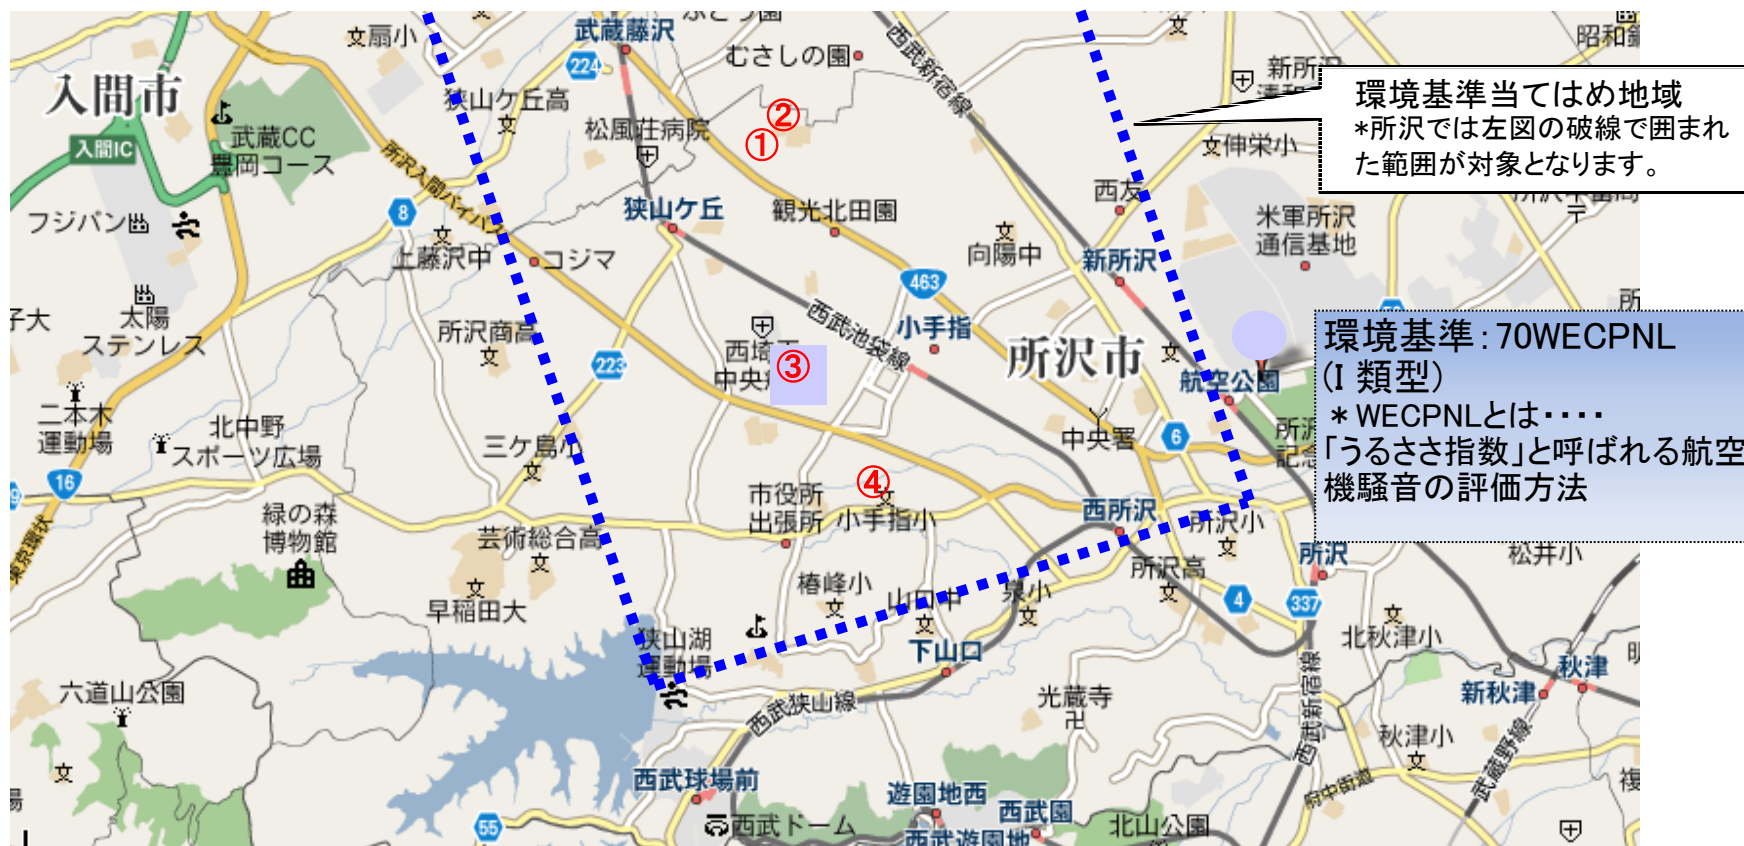 扇小
武蔵藤沢
むさしの園
西武新宿線
昭和
新所
入間市
224
狭山ケ丘高
松風荘病院
②
①
環境基準当てはめ地域
*所沢では左図の破線で囲まれ
た範囲が対象となります。
入間IC
武蔵CC
豊岡コース
所沢入間バイパス
伸栄小
西友
フジパン
8
狭山ケ丘
観光北田園
米軍所沢
通信基地
上藤沢中
コジマ
向陽中
新所沢
463
子大
太陽
ステンレス
所沢商高
西武池袋線
小手指
所沢市
所
環境基準:70WECPNL
(I 類型)
*WECPNLとは・・・・
「うるささ指数」と呼ばれる航空
機騒音の評価方法
223
西埼
中央
③
航空公園
二本木
運動場
北中野
スポーツ広場
三ケ島小
中央署
6
所沢
記
16
市役所
出張所
④
小手指小
西所沢
所沢小
東京環状
緑の森
博物館
芸術総合高
早稲田大
椿峰小
山口中
泉小
所沢高
所沢
松井小
4
337
狭山湖
運動場
下山口
北秋津小
秋津
新秋津
六道山公園
西武狭山線
光蔵寺
西武新宿線
秋津小
武蔵野線
府中街道
西武球場前
遊園地西
西武園
55
西武ドーム
西武遊園地
北山公園